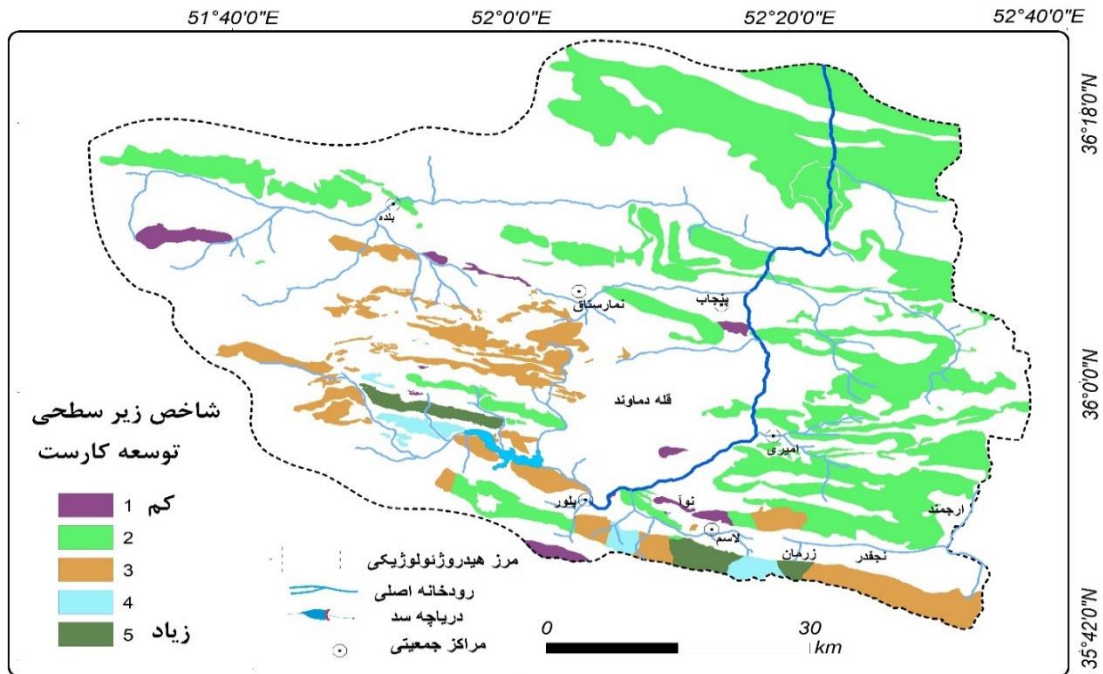 51°40'0"E
52°0'0"E
52°20'0"E
52°40'0"E
36°18'0"N
36°0'0"N
35°42'0"N
بلده
نمارستاق
پنجاب
قله دماوند
امیری
ارجمند
پلور
نوآ
لاسم
زرمان
نجفدر
شاخص زیر سطحی
توسعه کارست
1 کم
2
3
4
5 زیاد
مرز هیدروژئولوژیکی
رودخانه اصلی
دریاچه سد
مراکز جمعیتی
0 30
km